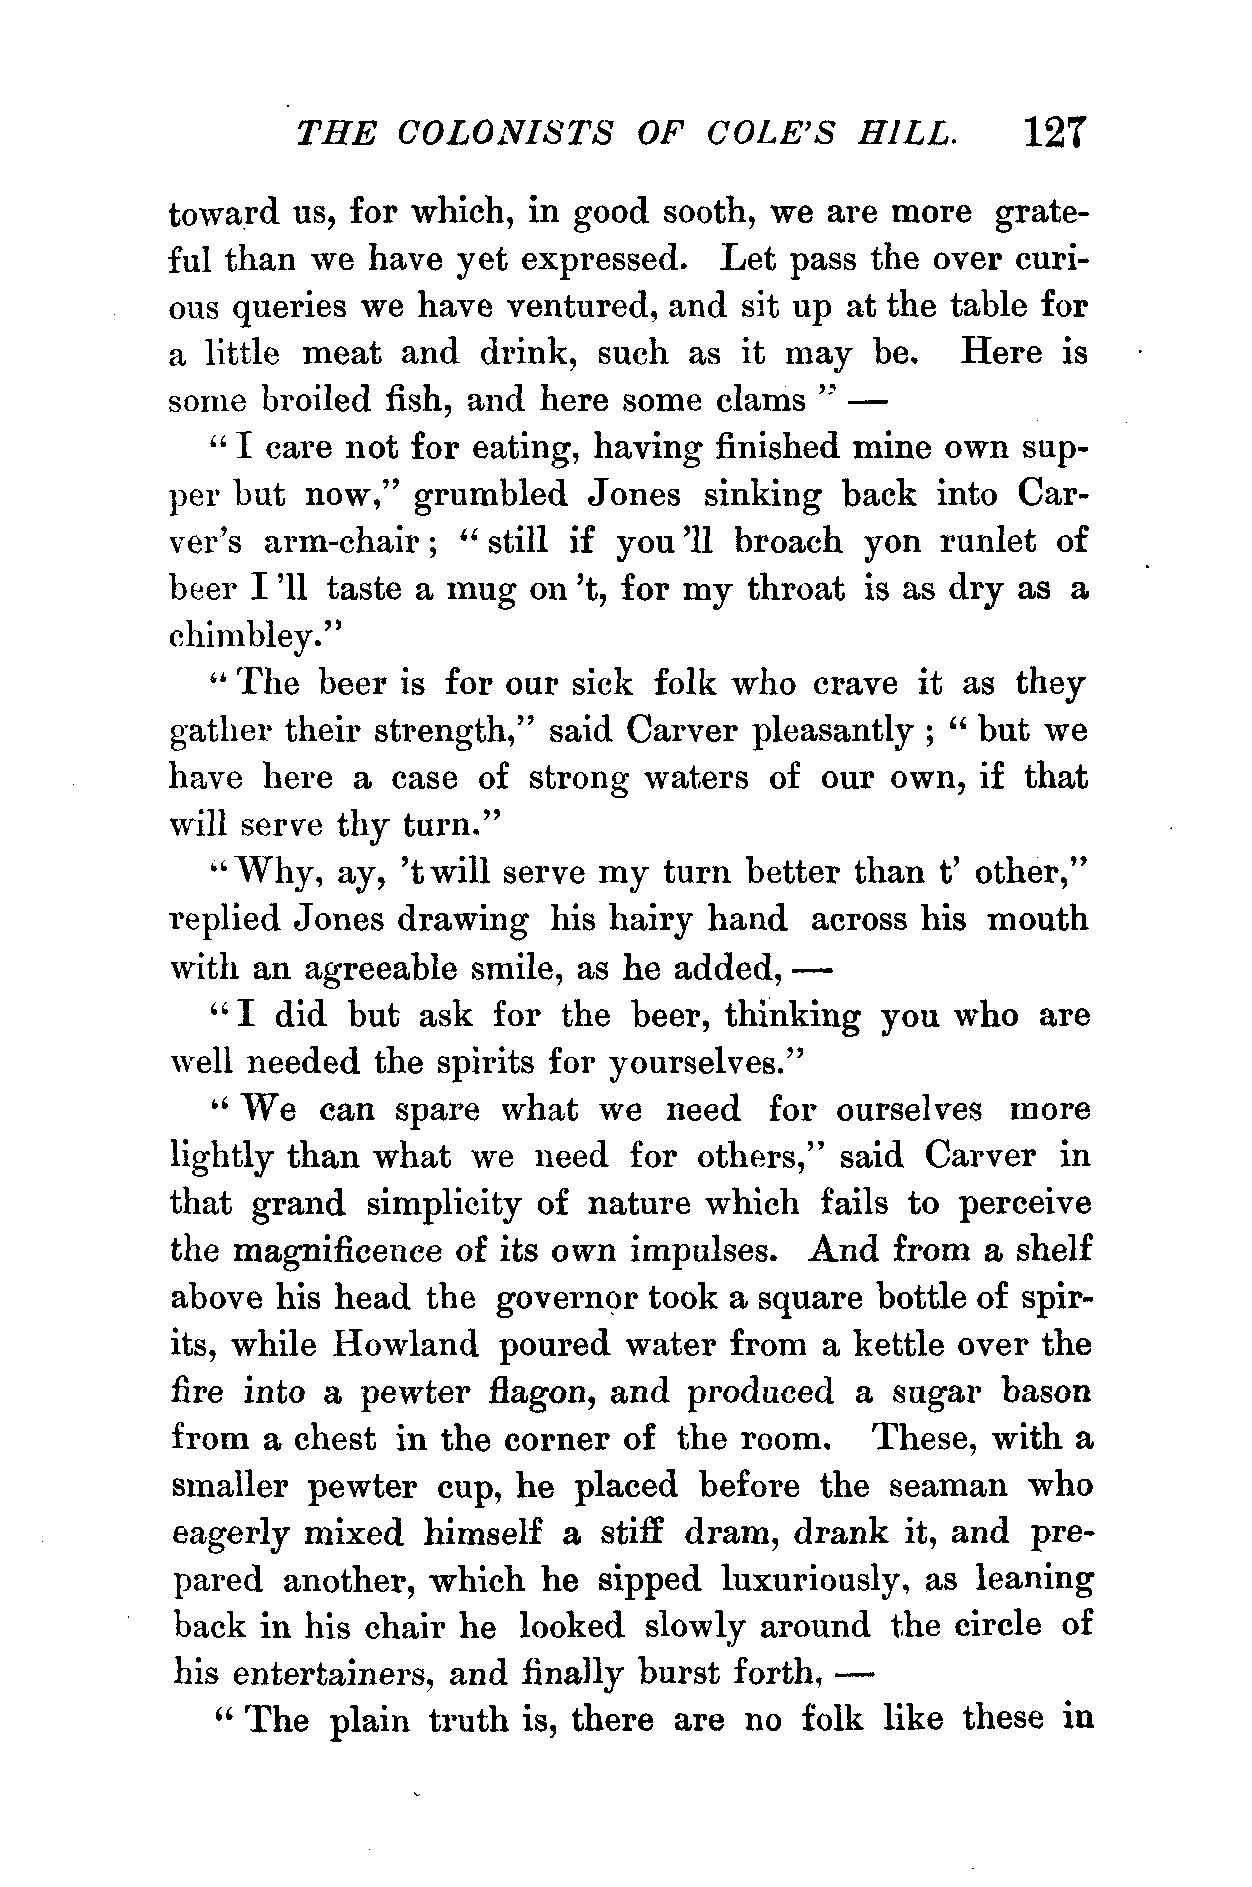 THE COLONISTS OF COLE'S HILL. 127
toward us, for which, in good sooth, we are more grate-
ful than we have yet expressed. Let pass the over curi-
ous queries we have ventured, and sit up at the table for
a little meat and drink, such as it may be. Here is
some broiled fish, and here some clams" —
"I care not for eating, having finished mine own sup-
per but now," grumbled Jones sinking back into Car-
ver's arm-chair; "still if you 'll broach yon runlet of
beer I 'll taste a mug on 't, for my throat is as dry as a
chimbley."
"The beer is for our sick folk who crave it as they
gather their strength," said Carver pleasantly; "but we
have here a case of strong waters of our own, if that
will serve thy turn."
"Why, ay, 't will serve my turn better than t' other,"
replied Jones drawing his hairy hand across his mouth
with an agreeable smile, as he added, —
"I did but ask for the beer, thinking you who are
well needed the spirits for yourselves."
"We can spare what we need for ourselves more
lightly than what we need for others," said Carver in
that grand simplicity of nature which fails to perceive
the magnificence of its own impulses. And from a shelf
above his head the governor took a square bottle of spir-
its, while Howland poured water from a kettle over the
fire into a pewter flagon, and produced a sugar bason
from a chest in the corner of the room. These, with a
smaller pewter cup, he placed before the seaman who
eagerly mixed himself a stiff dram, drank it, and pre-
pared another, which he sipped luxuriously, as leaning
back in his chair he looked slowly around the circle of
his entertainers, and finally burst forth, —
"The plain truth is, there are no folk like these in